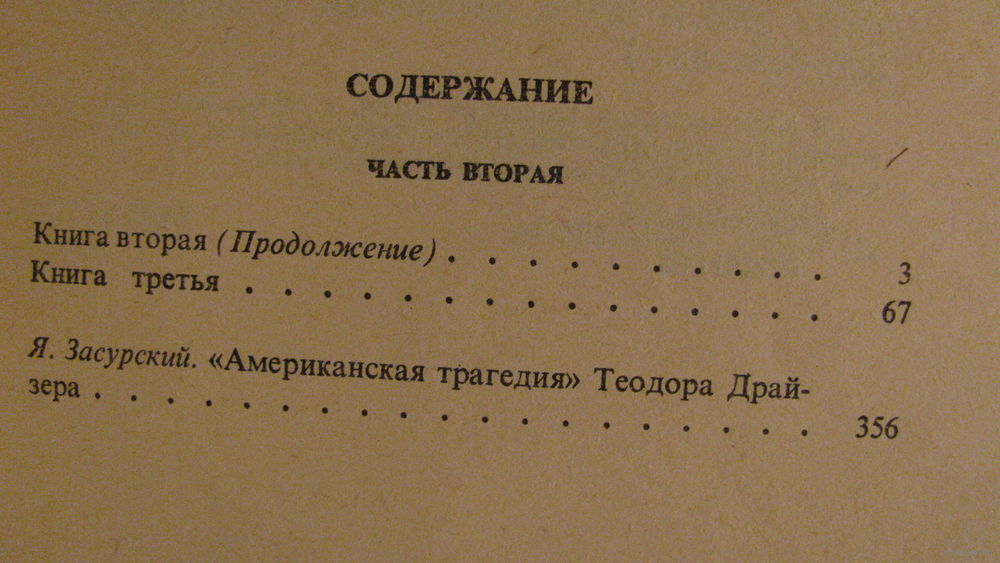 СОДЕРЖАНИЕ
ЧАСТЬ ВТОРАЯ
Книга вторая (Продолжение) . . . . . . . . . . 3
Книга третья . . . . . . . . . . . . . . . 67
Я. Засурский. «Американская трагедия» Теодора Драй-
зера . . . . . . . . . . . . . . . . . . . 356